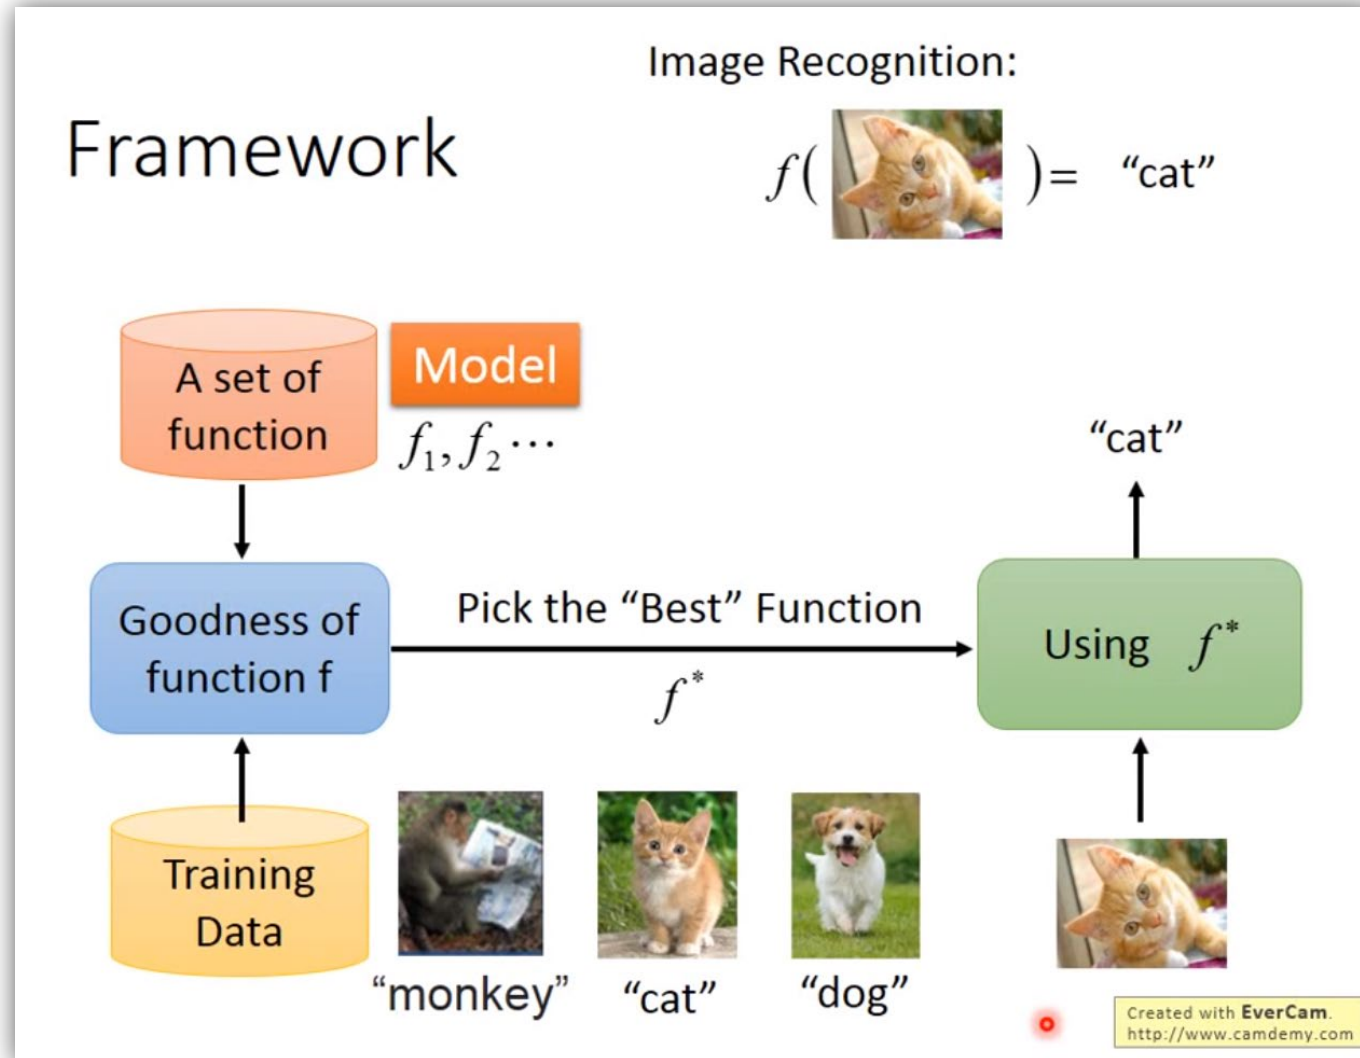 Image Recognition:
Framework
f( ) = “cat”
A set of
function
Model
f₁, f₂ ⋯
“cat”
Goodness of
function f
Pick the “Best” Function
f*
Using f*
Training
Data
“monkey”
“cat”
“dog”
Created with EverCam.
http://www.camdemy.com